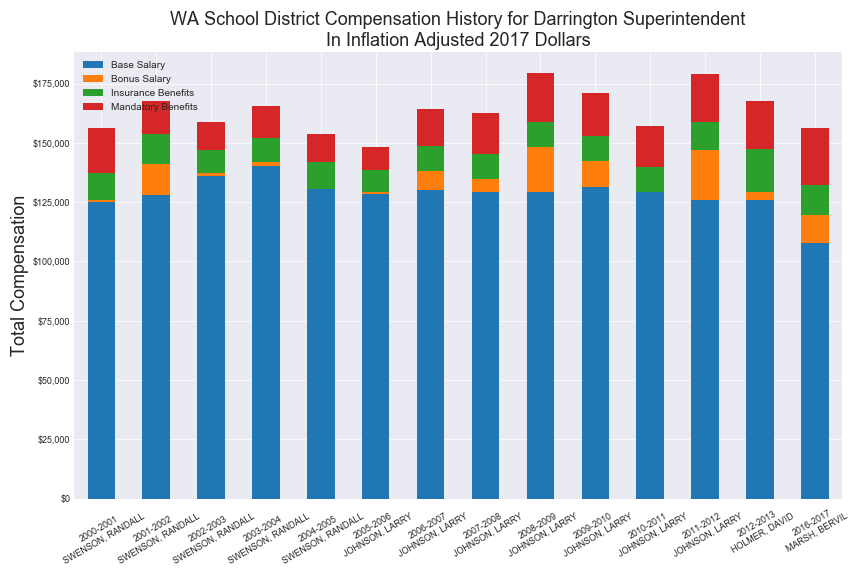 WA School District Compensation History for Darrington Superintendent
In Inflation Adjusted 2017 Dollars
Base Salary
Bonus Salary
Insurance Benefits
Mandatory Benefits
Total Compensation
$175,000
$150,000
$125,000
$100,000
$75,000
$50,000
$25,000
$0
2000-2001
SWENSON, RANDALL
2001-2002
SWENSON, RANDALL
2002-2003
SWENSON, RANDALL
2003-2004
SWENSON, RANDALL
2004-2005
SWENSON, RANDALL
2005-2006
JOHNSON, LARRY
2006-2007
JOHNSON, LARRY
2007-2008
JOHNSON, LARRY
2008-2009
JOHNSON, LARRY
2009-2010
JOHNSON, LARRY
2010-2011
JOHNSON, LARRY
2011-2012
JOHNSON, LARRY
2012-2013
HOLMER, DAVID
2016-2017
MARSH, BERVIL